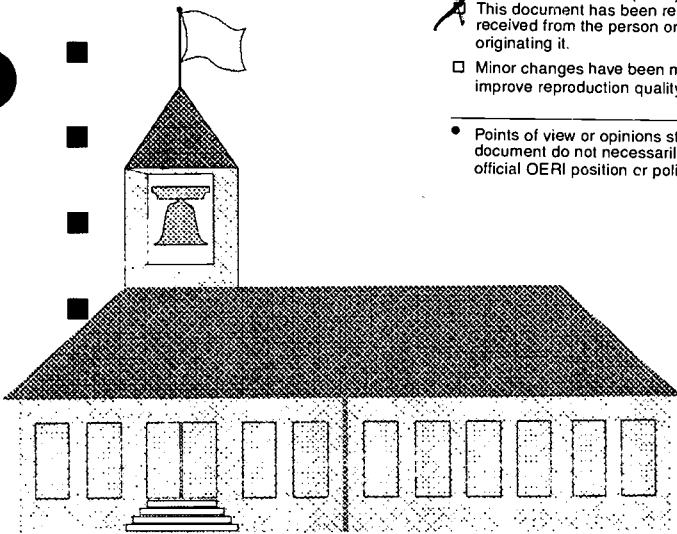 This document has been re
received from the person or
originating it.
Minor changes have been m
improve reproduction quality
Points of view or opinions st
document do not necessaril
official OERI position or poli